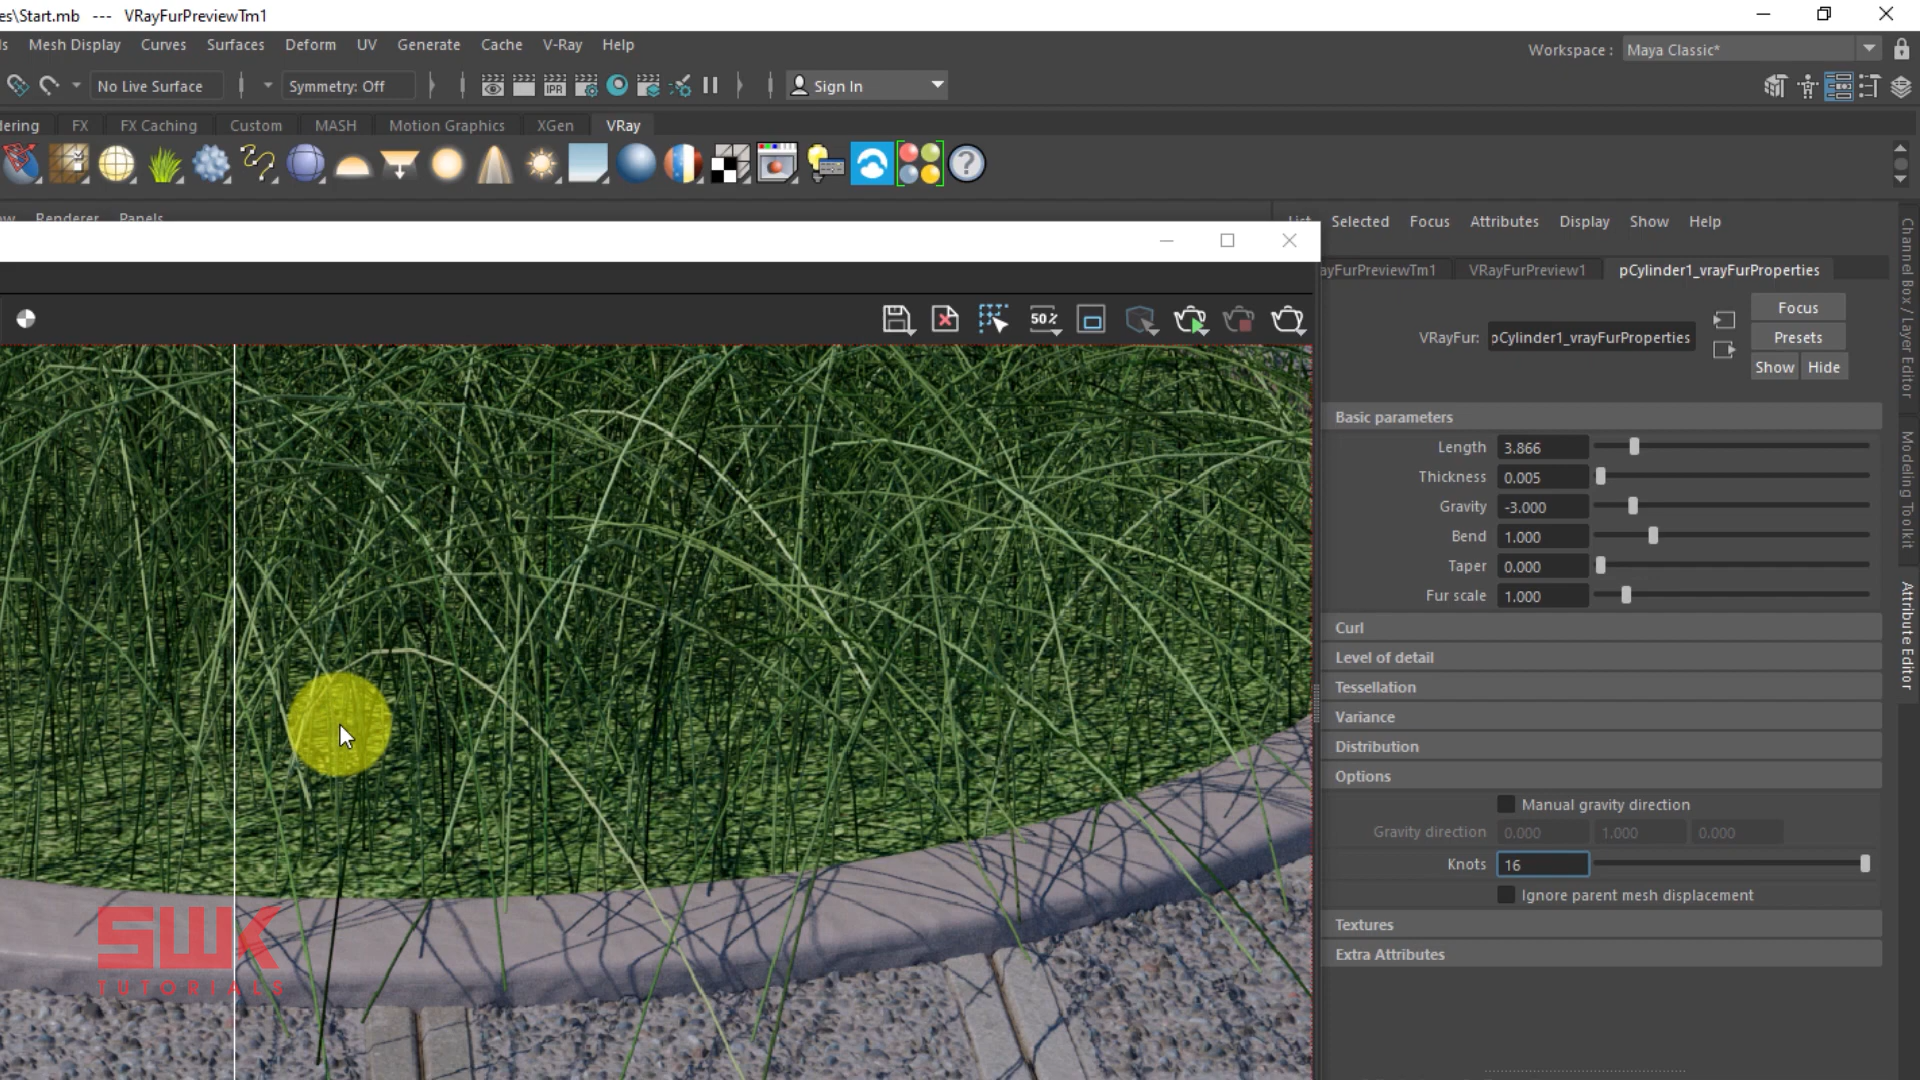 es\Start.mb --- VRayFurPreviewTm1
Mesh Display Curves Surfaces Deform UV Generate Cache V-Ray Help
Workspace : Maya Classic*
No Live Surface Symmetry: Off Sign In
IPR
dering FX FX Caching Custom MASH Motion Graphics XGen VRay
Renderer Panels
List Selected Focus Attributes Display Show Help
ayFurPreviewTm1 VRayFurPreview1 pCylinder1_vrayFurProperties
50%
VRayFur: pCylinder1_vrayFurProperties
Focus
Presets
Show Hide
Basic parameters
Length 3.866
Thickness 0.005
Gravity -3.000
Bend 1.000
Taper 0.000
Fur scale 1.000
Curl
Level of detail
Tessellation
Variance
Distribution
Options
Manual gravity direction
Gravity direction 0.000 1.000 0.000
Knots 16
Ignore parent mesh displacement
Textures
Extra Attributes
Channel Box / Layer Editor
Modeling Toolkit
Attribute Editor
SWK
TUTORIALS